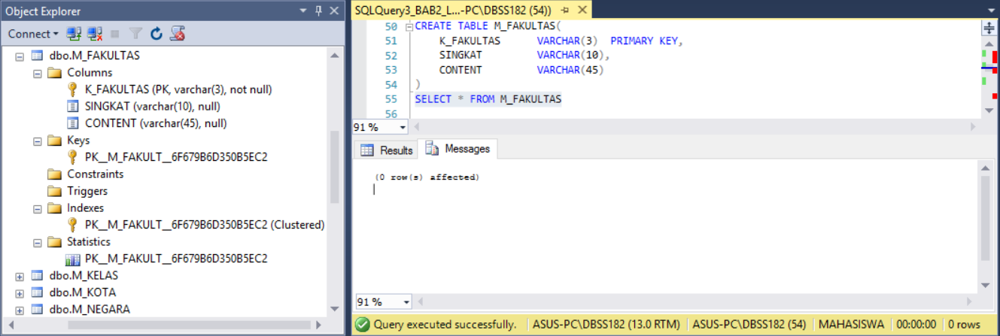 Object Explorer
Connect
dbo.M_FAKULTAS
Columns
K_FAKULTAS (PK, varchar(3), not null)
SINGKAT (varchar(10), null)
CONTENT (varchar(45), null)
Keys
PK__M_FAKULT__6F679B6D350B5EC2
Constraints
Triggers
Indexes
PK__M_FAKULT__6F679B6D350B5EC2 (Clustered)
Statistics
PK__M_FAKULT__6F679B6D350B5EC2
dbo.M_KELAS
dbo.M_KOTA
dbo.M_NEGARA
SQLQuery3_BAB2_L...-PC\DBSS182 (54))
50 CREATE TABLE M_FAKULTAS(
51 K_FAKULTAS VARCHAR(3) PRIMARY KEY,
52 SINGKAT VARCHAR(10),
53 CONTENT VARCHAR(45)
54 )
55 SELECT * FROM M_FAKULTAS
56
91 %
Results Messages
(0 row(s) affected)
91 %
Query executed successfully. ASUS-PC\DBSS182 (13.0 RTM) ASUS-PC\DBSS182 (54) MAHASISWA 00:00:00 0 rows